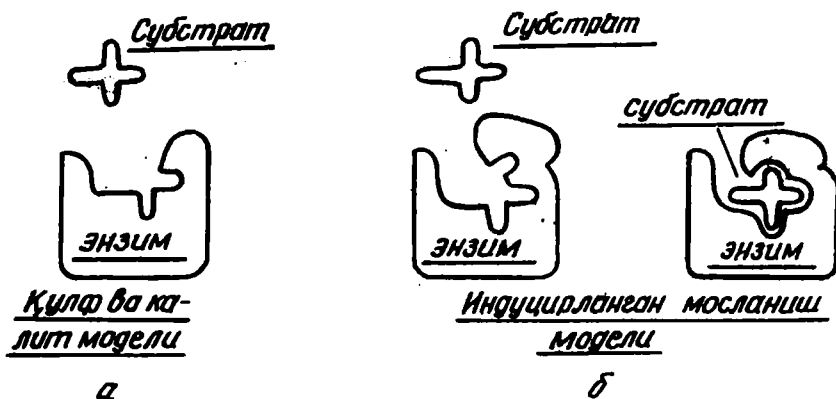 Субстрат
энзим
Қулф ва ка-
лит модели
а
Субстрат
субстрат
энзим
энзим
Индуцирланган мосланиш
модели
б